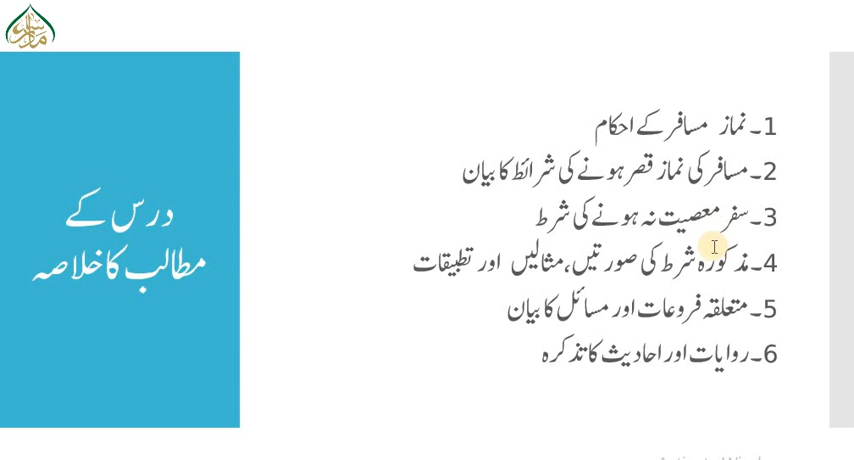 درس کے
مطالب کا خلاصہ
1۔ نماز مسافر کے احکام
2۔ مسافر کی نماز قصر ہونے کی شرائط کا بیان
3۔ سفر معصیت نہ ہونے کی شرط
4۔ مذکورہ شرط کی صورتیں، مثالیں اور تطبیقات
5۔ متعلقہ فروعات اور مسائل کا بیان
6۔ روایات اور احادیث کا تذکرہ